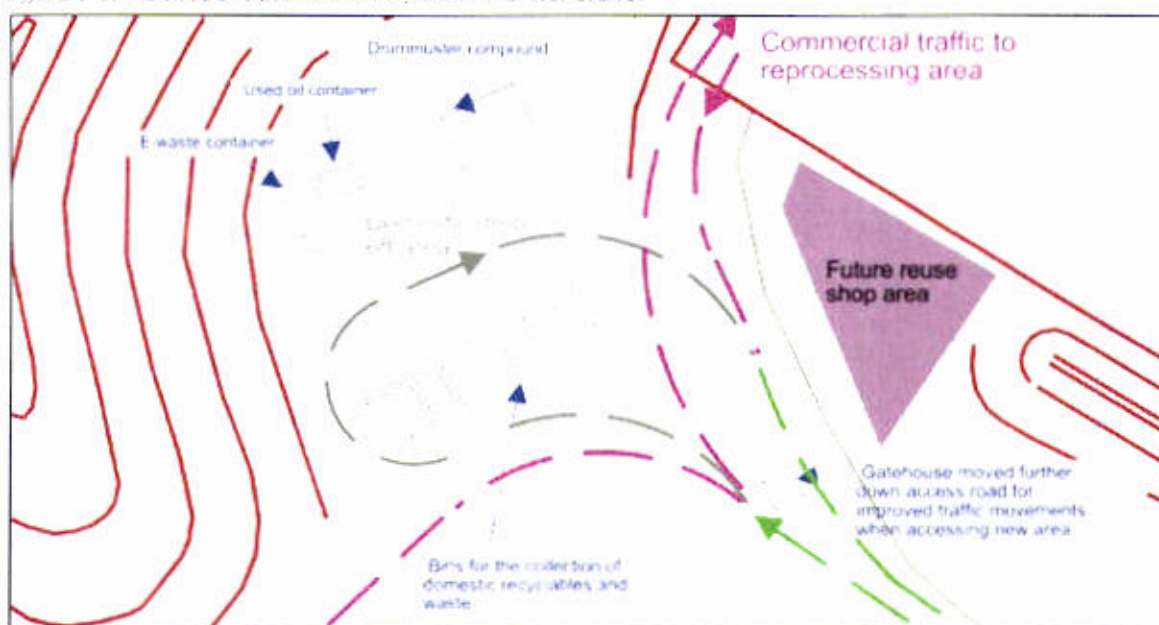 Drummuster compound
Commercial traffic to
reprocessing area
Used oil container
E-waste container
Future reuse
shop area
Gatehouse moved further
down access road for
improved traffic movements
when accessing new area
Bins for the collection of
domestic recyclables and
waste